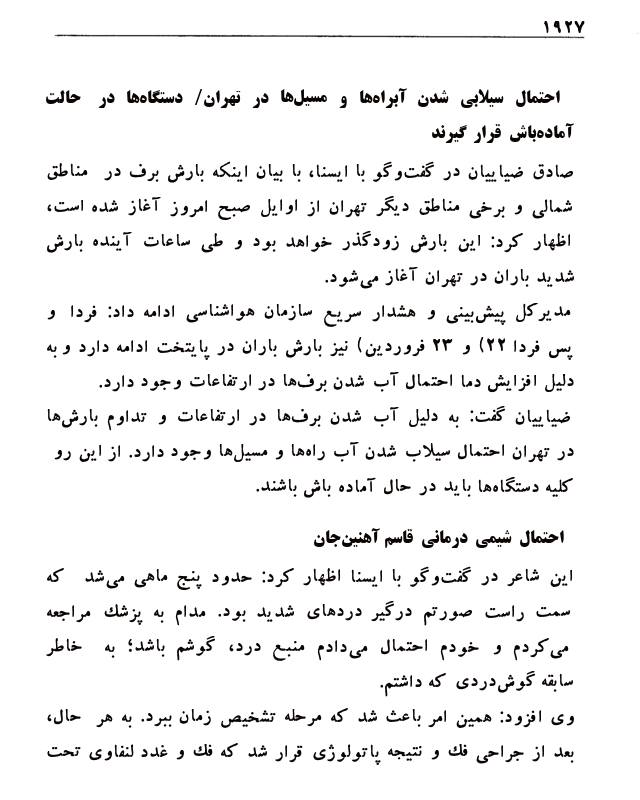 ۱۹۲۷
احتمال سیلابی شدن آبراه‌ها و مسیل‌ها در تهران/ دستگاه‌ها در حالت
آماده‌باش قرار گیرند
صادق ضیاییان در گفت‌وگو با ایسنا، با بیان اینکه بارش برف در مناطق
شمالی و برخی مناطق دیگر تهران از اوایل صبح امروز آغاز شده است،
اظهار کرد: این بارش زودگذر خواهد بود و طی ساعات آینده بارش
شدید باران در تهران آغاز می‌شود.
مدیرکل پیش‌بینی و هشدار سریع سازمان هواشناسی ادامه داد: فردا و
پس فردا ۲۲) و ۲۳ فروردین) نیز بارش باران در پایتخت ادامه دارد و به
دلیل افزایش دما احتمال آب شدن برف‌ها در ارتفاعات وجود دارد.
ضیاییان گفت: به دلیل آب شدن برف‌ها در ارتفاعات و تداوم بارش‌ها
در تهران احتمال سیلاب شدن آب راه‌ها و مسیل‌ها وجود دارد. از این رو
کلیه دستگاه‌ها باید در حال آماده باش باشند.
احتمال شیمی درمانی قاسم آهنین‌جان
این شاعر در گفت‌وگو با ایسنا اظهار کرد: حدود پنج ماهی می‌شد که
سمت راست صورتم درگیر دردهای شدید بود. مدام به پزشك مراجعه
می‌کردم و خودم احتمال می‌دادم منبع درد، گوشم باشد؛ به خاطر
سابقه گوش‌دردی که داشتم.
وی افزود: همین امر باعث شد که مرحله تشخیص زمان ببرد. به هر حال،
بعد از جراحی فك و نتیجه پاتولوژی قرار شد که فك و غدد لنفاوی تحت